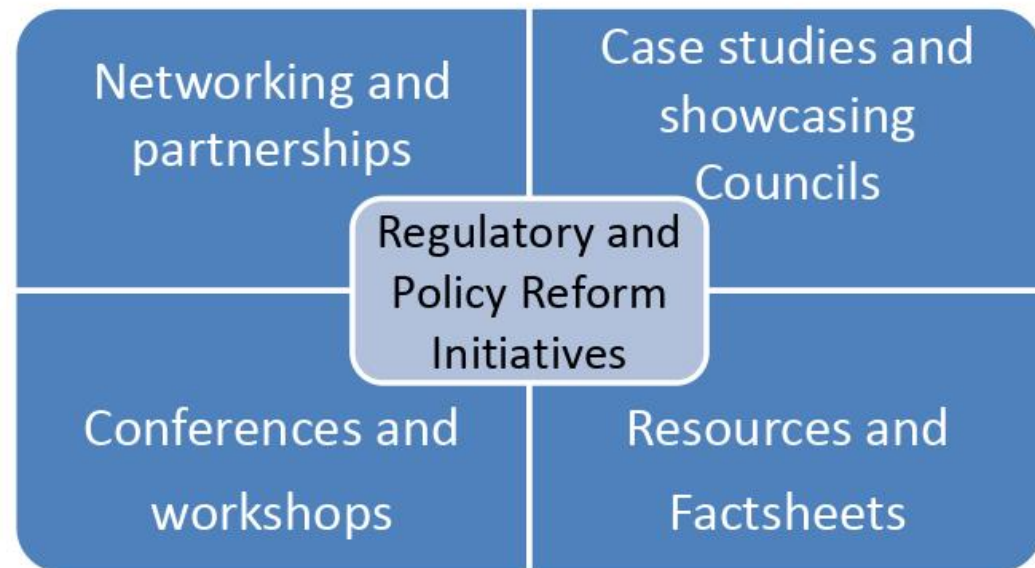 Networking and
partnerships
Case studies and
showcasing
Councils
Regulatory and
Policy Reform
Initiatives
Conferences and
workshops
Resources and
Factsheets